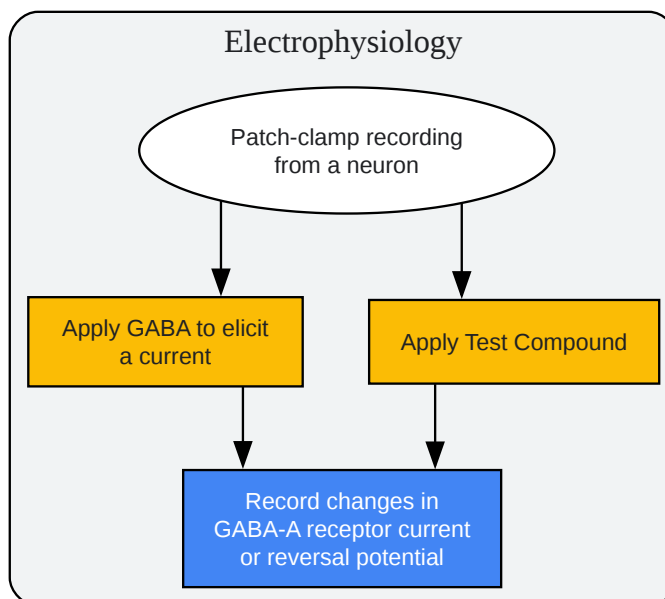 Electrophysiology
Patch-clamp recording
from a neuron
Apply GABA to elicit
a current
Apply Test Compound
Record changes in
GABA-A receptor current
or reversal potential